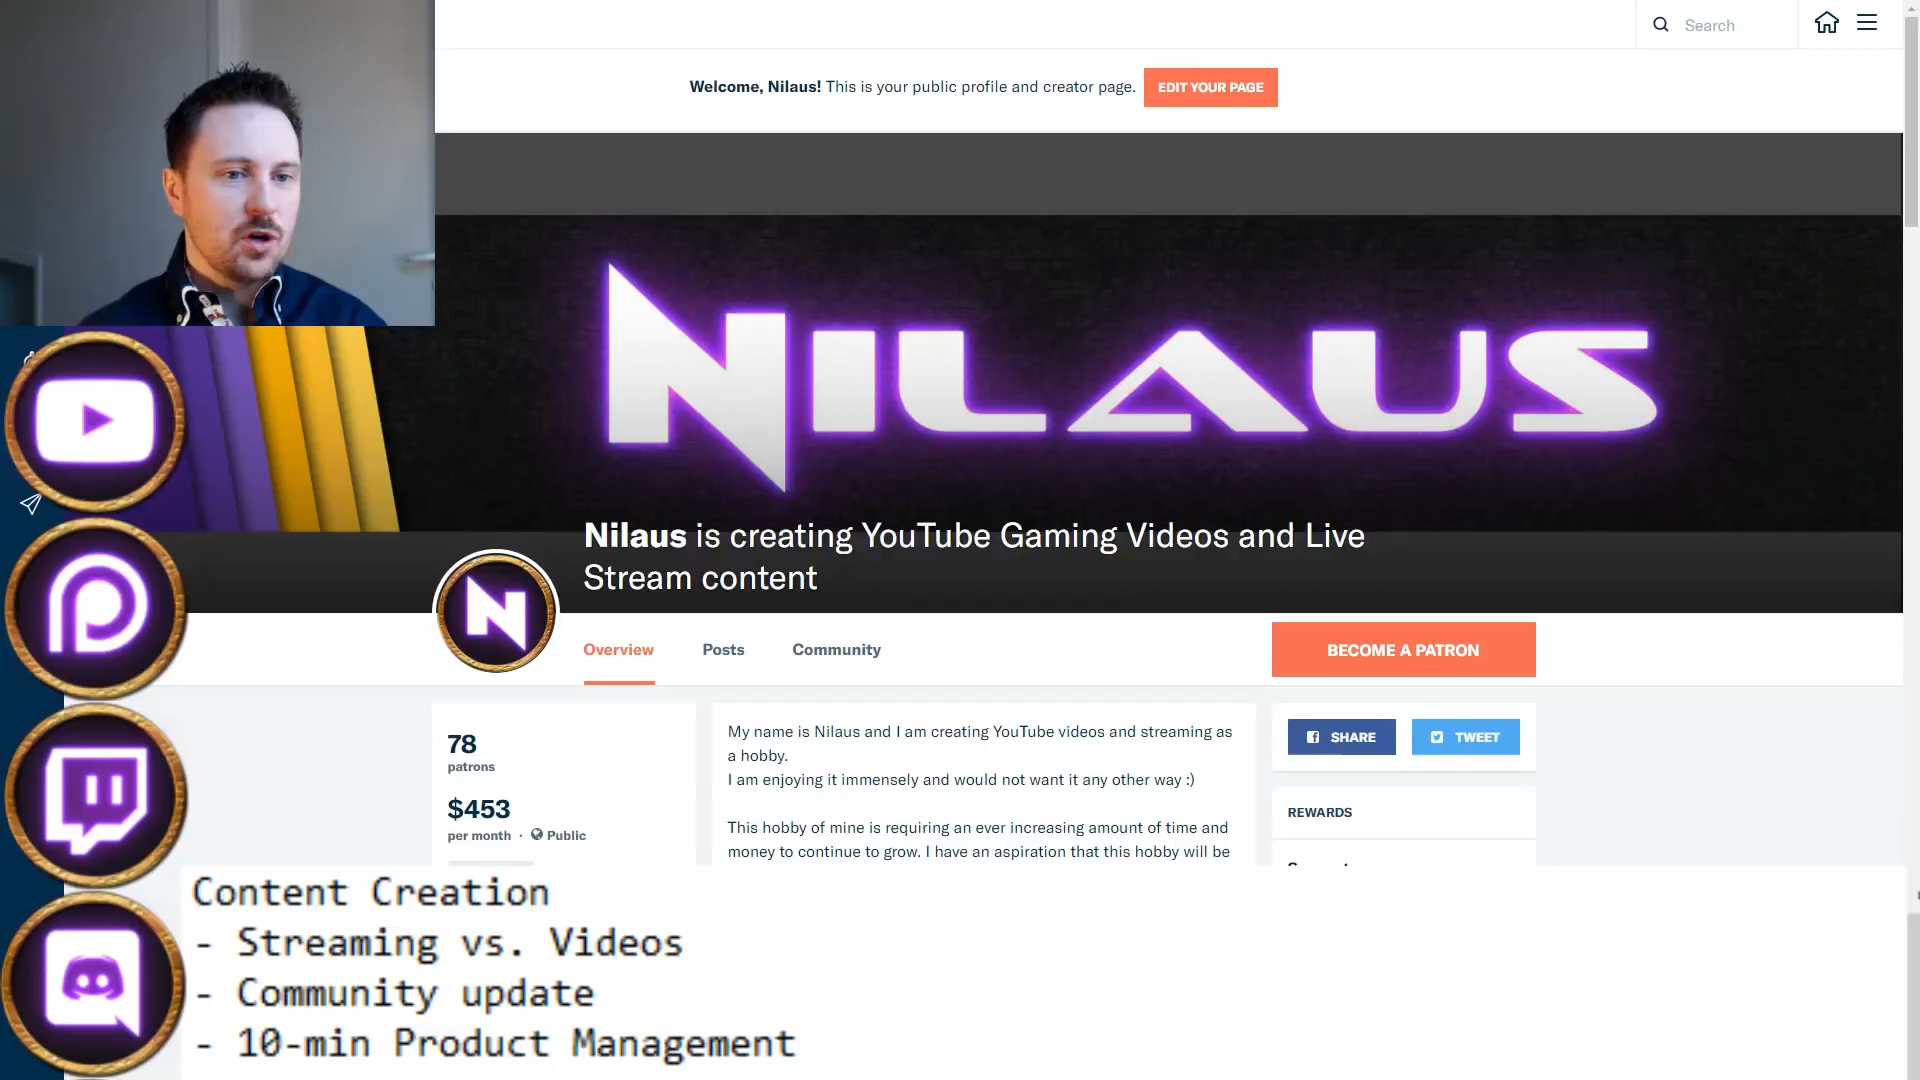 Search
Welcome, Nilaus! This is your public profile and creator page.
EDIT YOUR PAGE
NILAUS
Nilaus is creating YouTube Gaming Videos and Live
Stream content
N
Overview
Posts
Community
BECOME A PATRON
78
patrons
$453
per month · Public
My name is Nilaus and I am creating YouTube videos and streaming as
a hobby.
I am enjoying it immensely and would not want it any other way :)
This hobby of mine is requiring an ever increasing amount of time and
money to continue to grow. I have an aspiration that this hobby will be
SHARE
TWEET
REWARDS
Content Creation
- Streaming vs. Videos
- Community update
- 10-min Product Management